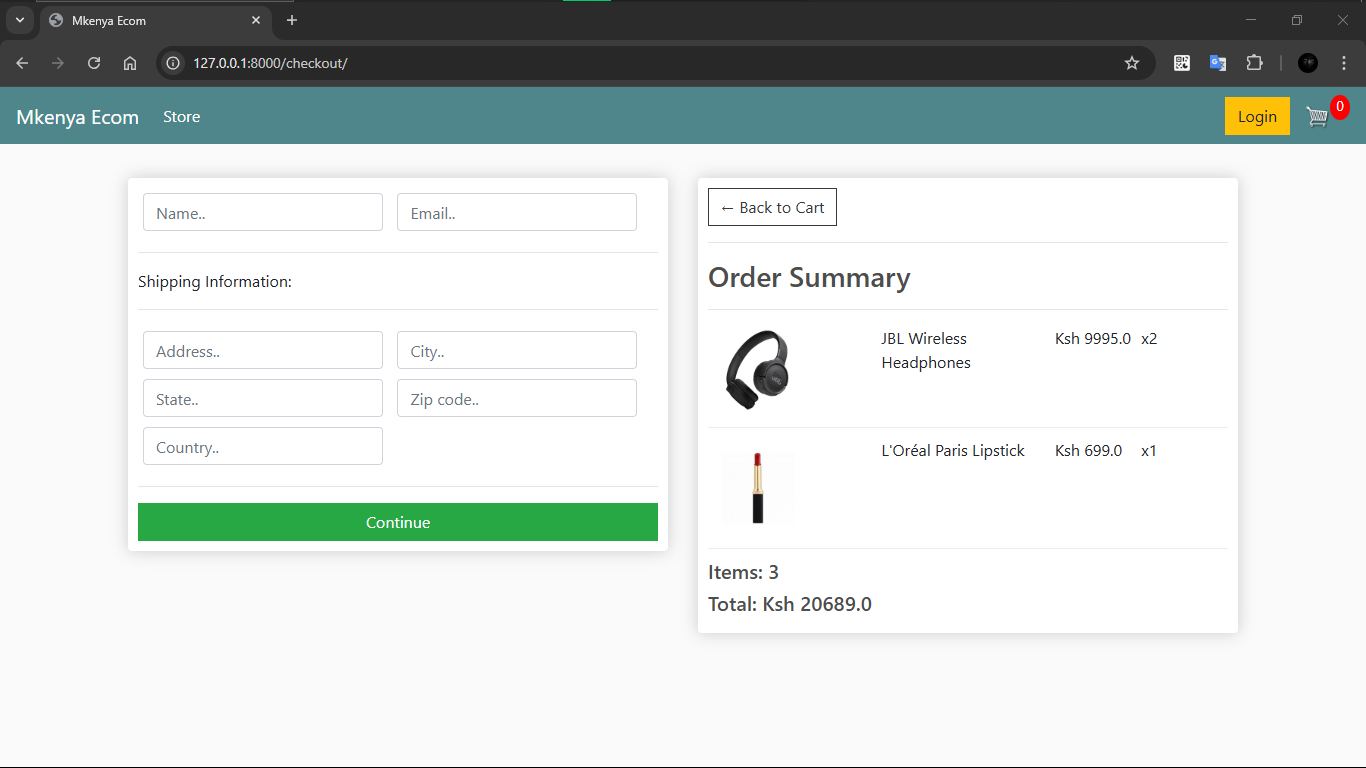 Mkenya Ecom
127.0.0.1:8000/checkout/
Mkenya Ecom Store Login 0
Name.. Email..
Shipping Information:
Address.. City..
State.. Zip code..
Country..
Continue
← Back to Cart
Order Summary
JBL Wireless Headphones Ksh 9995.0 x2
L'Oréal Paris Lipstick Ksh 699.0 x1
Items: 3
Total: Ksh 20689.0